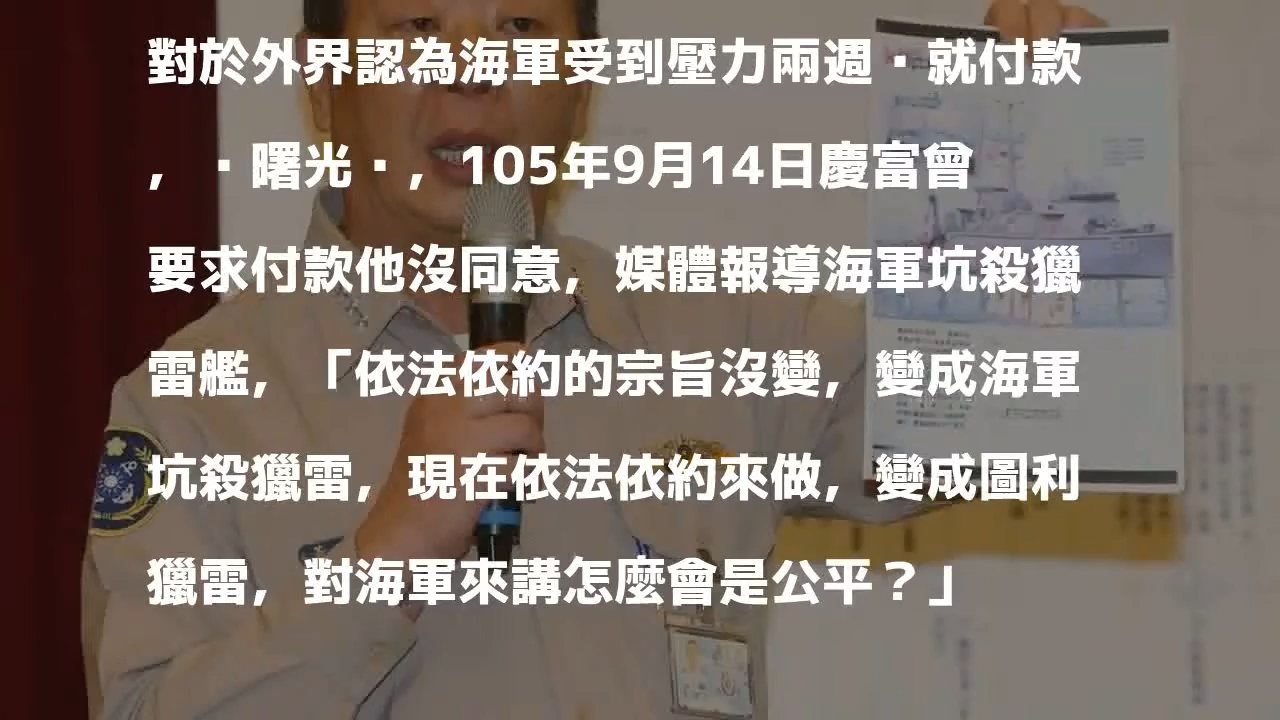 對於外界認為海軍受到壓力兩週·就付款
，·曙光·，105年9月14日慶富曾
要求付款他沒同意，媒體報導海軍坑殺獵
雷艦，「依法依約的宗旨沒變，變成海軍
坑殺獵雷，現在依法依約來做，變成圖利
獵雷，對海軍來講怎麼會是公平？」